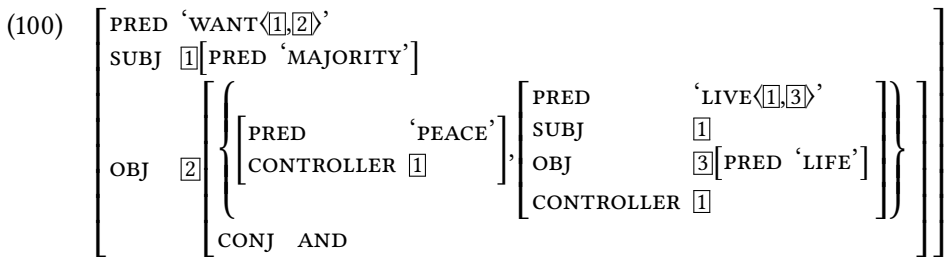 (100) PRED ‘WANT⟨1,2⟩’
SUBJ 1[PRED ‘MAJORITY’]
PRED ‘LIVE⟨1,3⟩’
PRED ‘PEACE’ SUBJ 1
OBJ 2 CONTROLLER 1 , OBJ 3[PRED ‘LIFE’]
CONTROLLER 1
CONJ AND